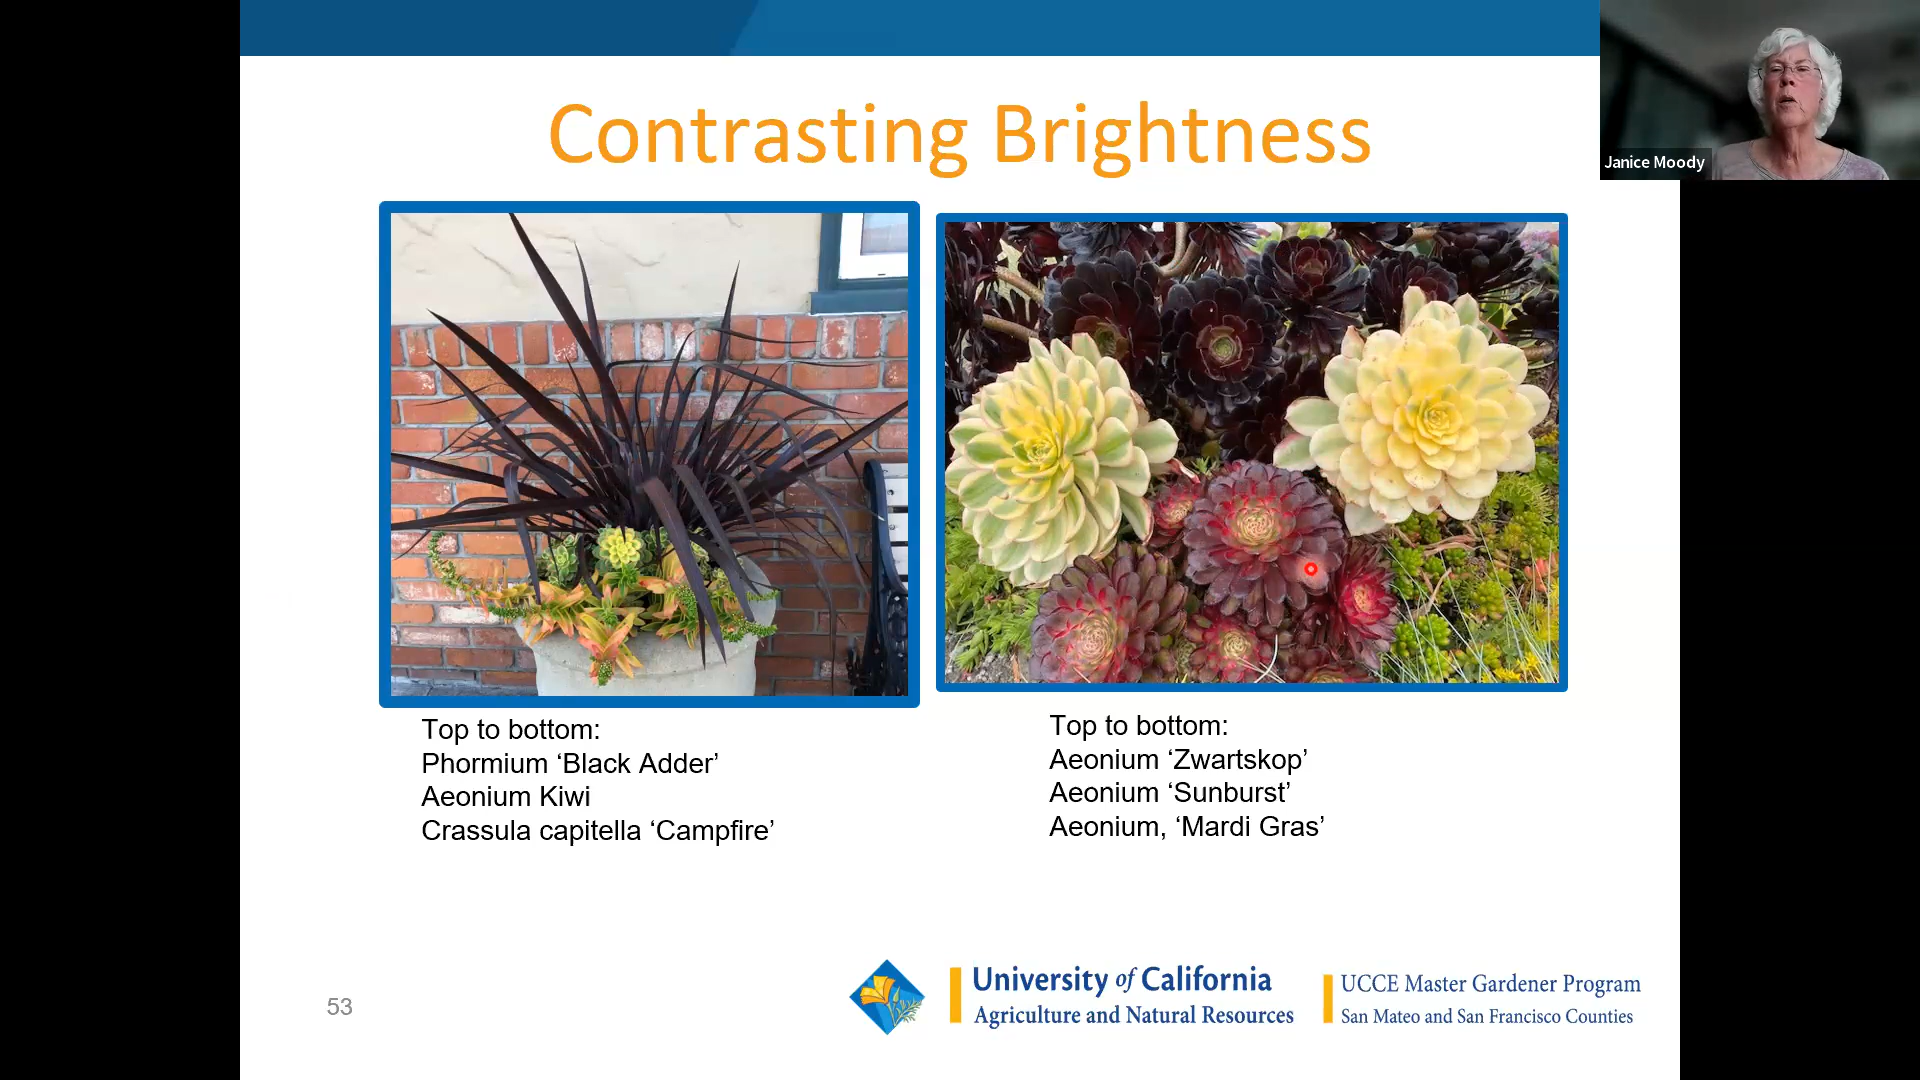 Contrasting Brightness
Janice Moody
Top to bottom:
Phormium ‘Black Adder’
Aeonium Kiwi
Crassula capitella ‘Campfire’
Top to bottom:
Aeonium ‘Zwartskop’
Aeonium ‘Sunburst’
Aeonium, ‘Mardi Gras’
53
University of California
Agriculture and Natural Resources
UCCE Master Gardener Program
San Mateo and San Francisco Counties